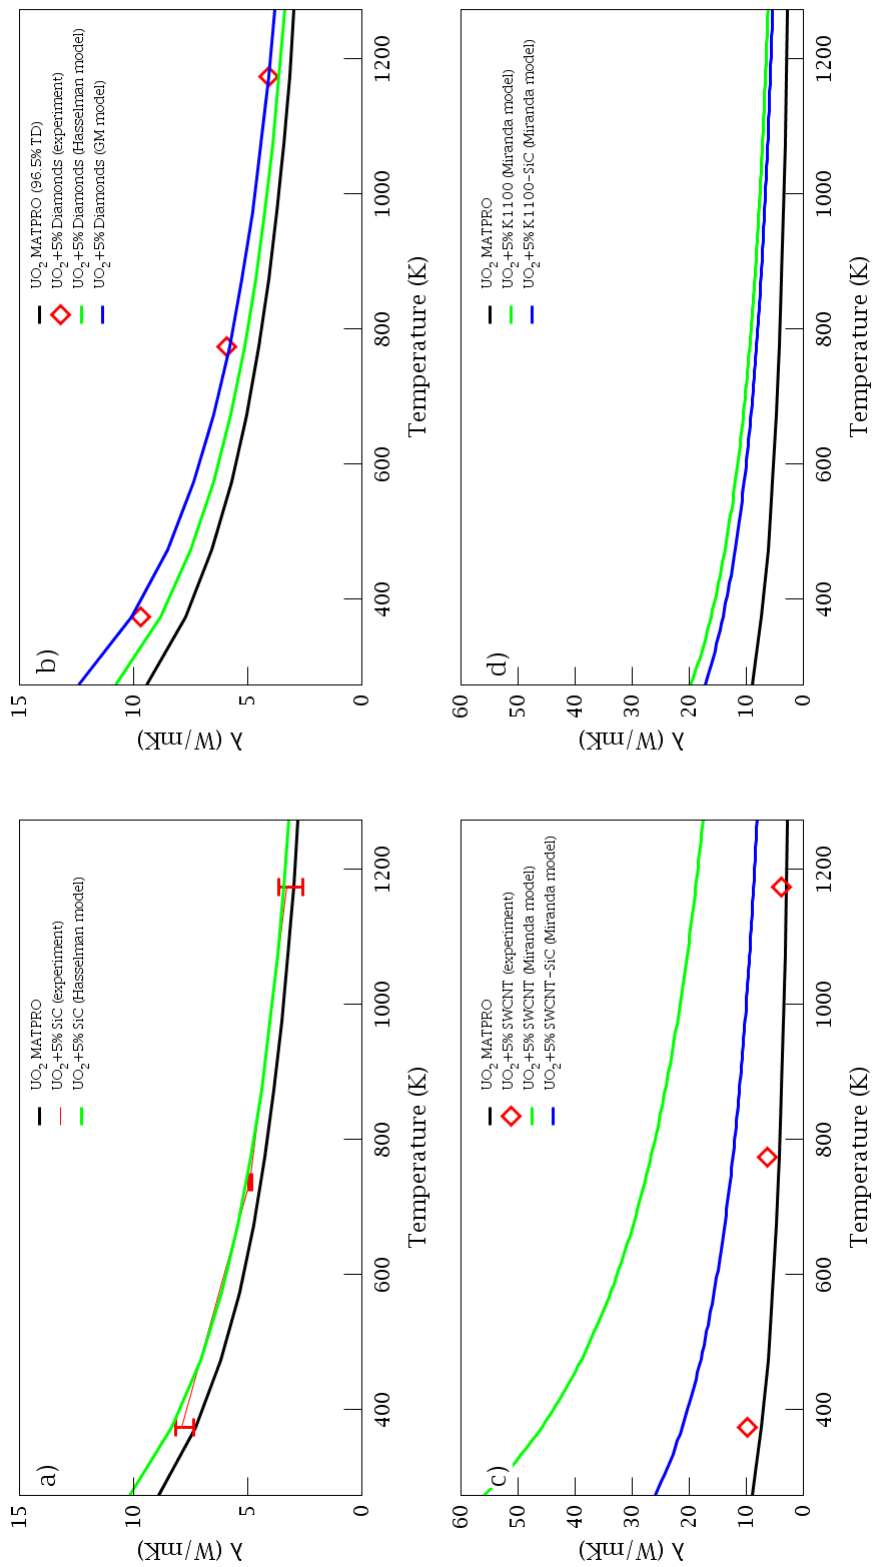 a)
UO2 MATPRO
UO2+5% SiC (experiment)
UO2+5% SiC (Hasselman model)
15
10
5
0
λ (W/mK)
400
600
800
1000
1200
Temperature (K)
b)
UO2 MATPRO (96.5%TD)
UO2+5% Diamonds (experiment)
UO2+5% Diamonds (Hasselman model)
UO2+5% Diamonds (GM model)
15
10
5
0
λ (W/mK)
400
600
800
1000
1200
Temperature (K)
c)
UO2 MATPRO
UO2+5% SWCNT (experiment)
UO2+5% SWCNT (Miranda model)
UO2+5% SWCNT-SiC (Miranda model)
60
50
40
30
20
10
0
λ (W/mK)
400
600
800
1000
1200
Temperature (K)
d)
UO2 MATPRO
UO2+5% K1100 (Miranda model)
UO2+5% K1100-SiC (Miranda model)
60
50
40
30
20
10
0
λ (W/mK)
400
600
800
1000
1200
Temperature (K)